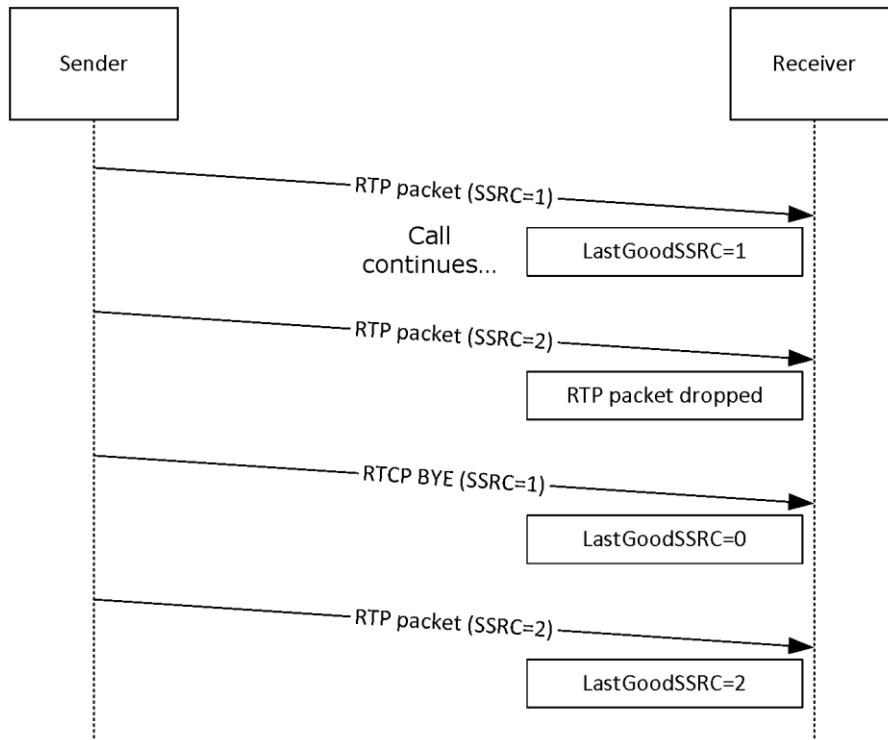 Sender
Receiver
RTP packet (SSRC=1)
Call
continues...
LastGoodSSRC=1
RTP packet (SSRC=2)
RTP packet dropped
RTCP BYE (SSRC=1)
LastGoodSSRC=0
RTP packet (SSRC=2)
LastGoodSSRC=2